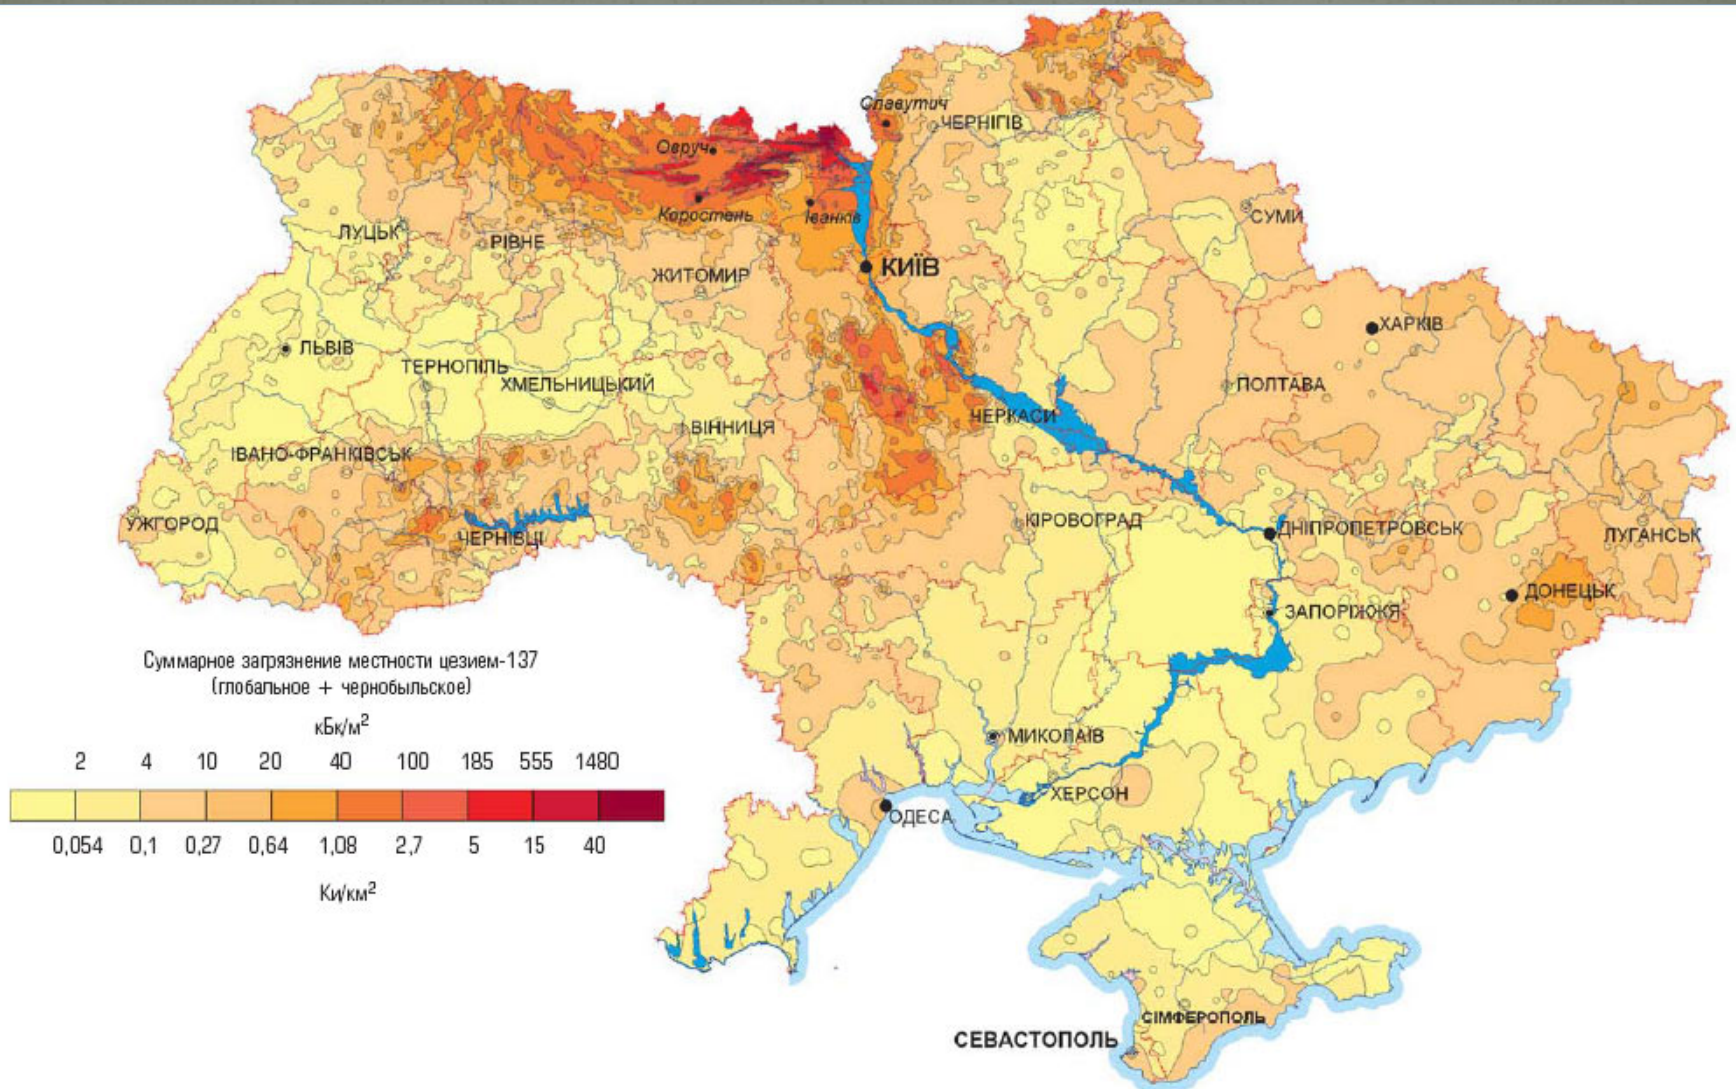 Славутич
ЧЕРНІГІВ
Овруч
Коростень
Іванків
ЛУЦЬК
РІВНЕ
СУМИ
ЖИТОМИР
КИЇВ
ХАРКІВ
ЛЬВІВ
ТЕРНОПІЛЬ
ХМЕЛЬНИЦЬКИЙ
ПОЛТАВА
ЧЕРКАСИ
ВІННИЦЯ
ІВАНО-ФРАНКІВСЬК
УЖГОРОД
ЧЕРНІВЦІ
КІРОВОГРАД
ДНІПРОПЕТРОВСЬК
ЛУГАНСЬК
ДОНЕЦЬК
ЗАПОРІЖЖЯ
Суммарное загрязнение местности цезием-137
(глобальное + чернобыльское)
кБк/м²
2 4 10 20 40 100 185 555 1480
0,054 0,1 0,27 0,64 1,08 2,7 5 15 40
Ки/км²
МИКОЛАЇВ
ХЕРСОН
ОДЕСА
СІМФЕРОПОЛЬ
СЕВАСТОПОЛЬ